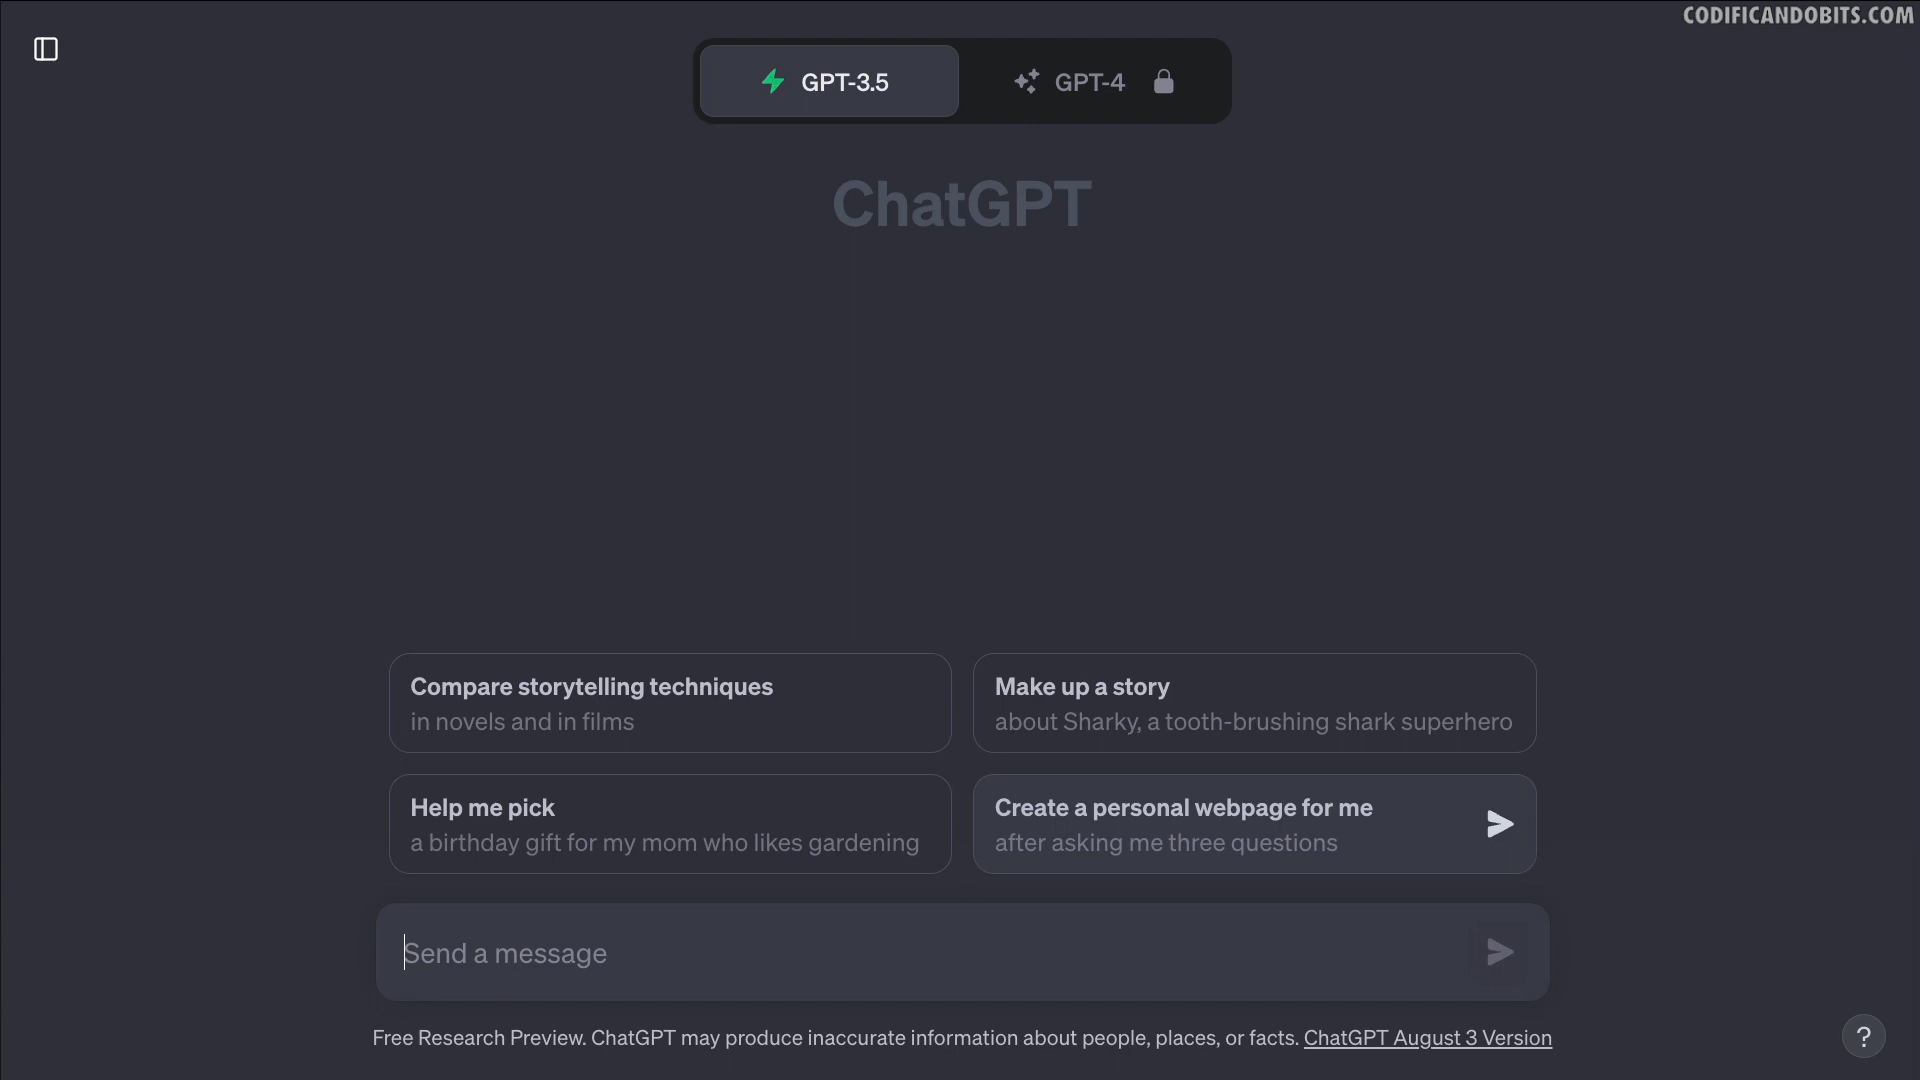 CODIFICANDOBITS.COM
GPT-3.5
GPT-4
ChatGPT
Compare storytelling techniques
in novels and in films
Make up a story
about Sharky, a tooth-brushing shark superhero
Help me pick
a birthday gift for my mom who likes gardening
Create a personal webpage for me
after asking me three questions
Send a message
Free Research Preview. ChatGPT may produce inaccurate information about people, places, or facts. ChatGPT August 3 Version
?